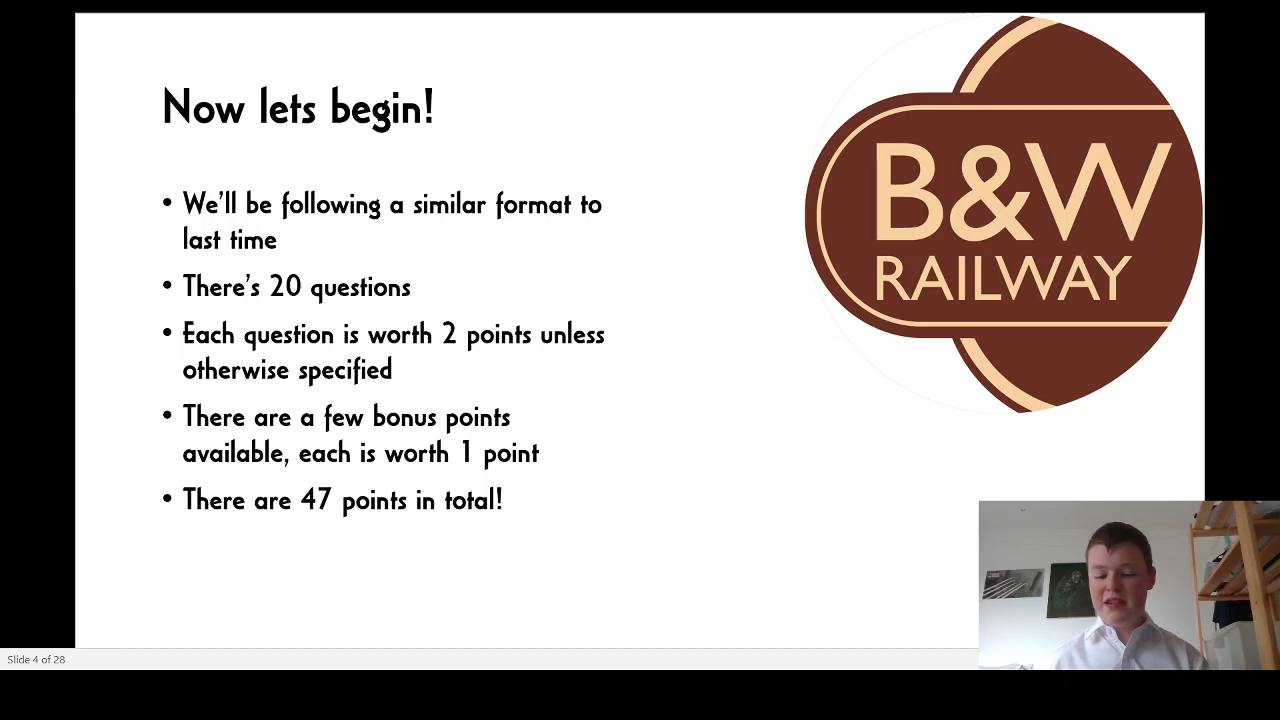 Now lets begin!
• We'll be following a similar format to
last time
• There's 20 questions
• Each question is worth 2 points unless
otherwise specified
• There are a few bonus points
available, each is worth 1 point
• There are 47 points in total!
B&W
RAILWAY
Slide 4 of 28